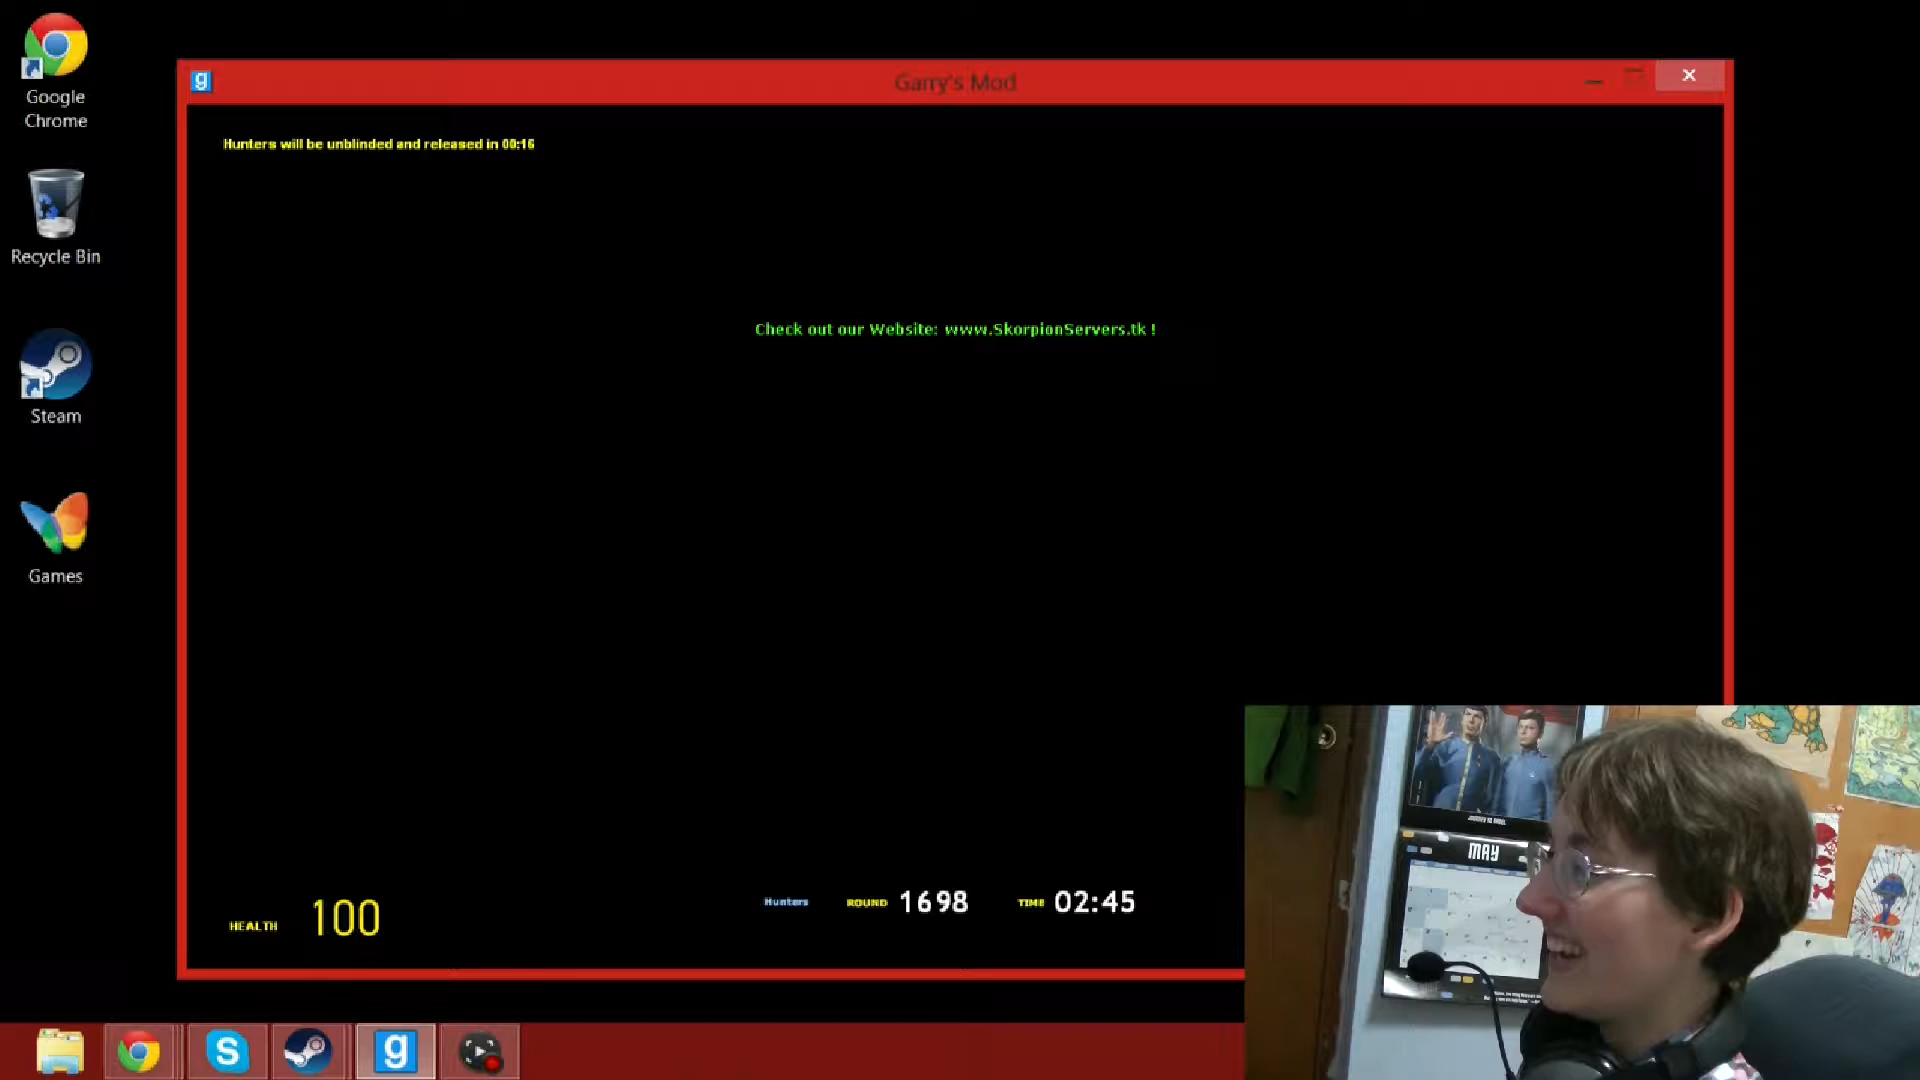 Google
Chrome
Recycle Bin
Steam
Games
g
Garry's Mod
Hunters will be unblinded and released in 00:16
Check out our Website: www.SkorpionServers.tk !
HEALTH 100
Hunters ROUND 1698 TIME 02:45
MAY
S
g